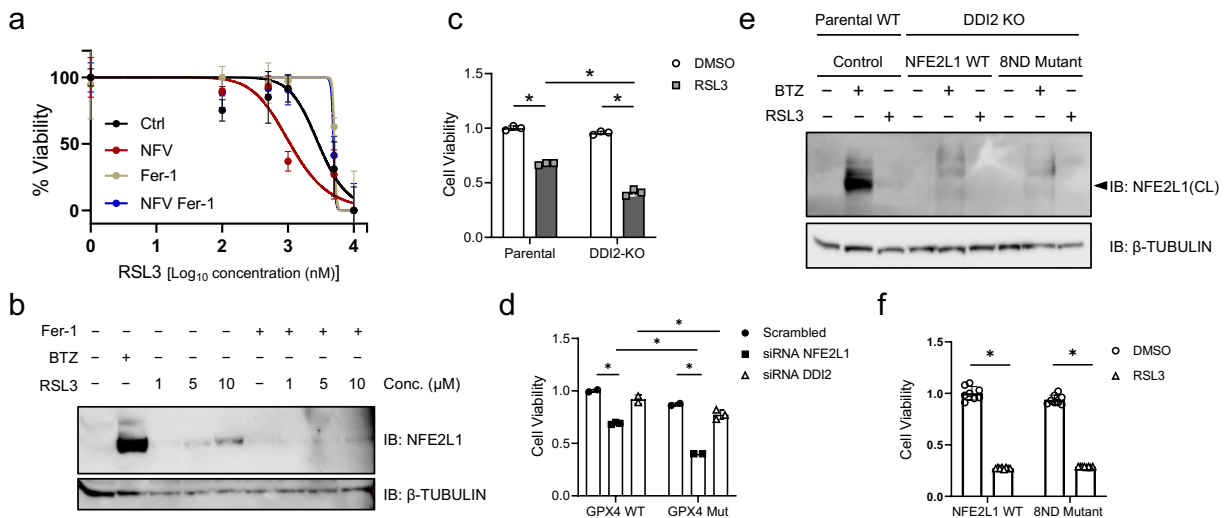 a
100
50
0
% Viability
Ctrl
NFV
Fer-1
NFV Fer-1
0 1 2 3 4
RSL3 [Log₁₀ concentration (nM)]
b
Fer-1 – – – – – + + + +
BTZ – + – – – – – – –
RSL3 – – 1 5 10 – 1 5 10 Conc. (μM)
IB: NFE2L1
IB: β-TUBULIN
c
DMSO
RSL3
* * *
1.5
1.0
0.5
0.0
Cell Viability
Parental DDI2-KO
d
Scrambled
siRNA NFE2L1
siRNA DDI2
* * * *
1.5
1.0
0.5
0.0
Cell Viability
GPX4 WT GPX4 Mut
e
Parental WT DDI2 KO
Control NFE2L1 WT 8ND Mutant
BTZ – + – – + – – + –
RSL3 – – + – – + – – +
IB: NFE2L1(CL)
IB: β-TUBULIN
f
DMSO
RSL3
* *
1.5
1.0
0.5
0.0
Cell Viability
NFE2L1 WT 8ND Mutant